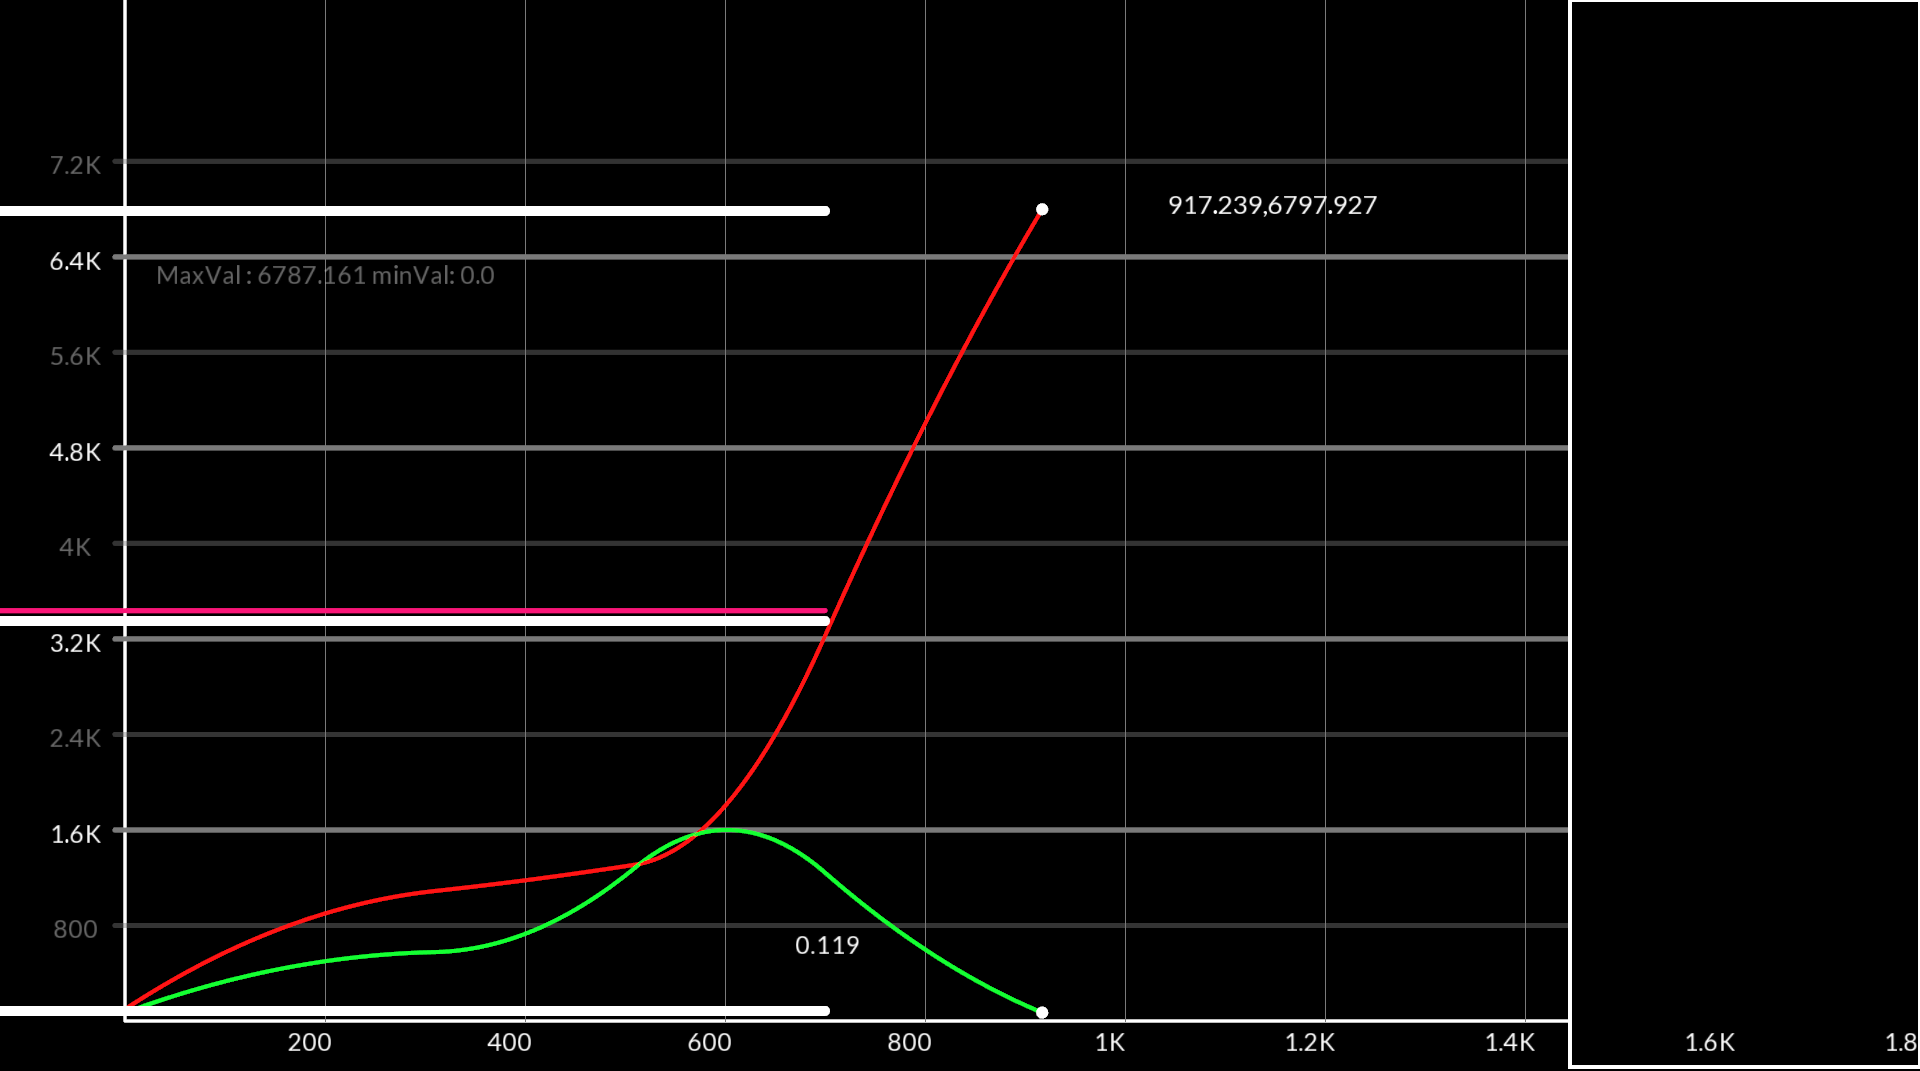 7.2K
917.239,6797.927
6.4K
MaxVal : 6787.161 minVal: 0.0
5.6K
4.8K
4K
3.2K
2.4K
1.6K
800
0.119
200 400 600 800 1K 1.2K 1.4K 1.6K 1.8